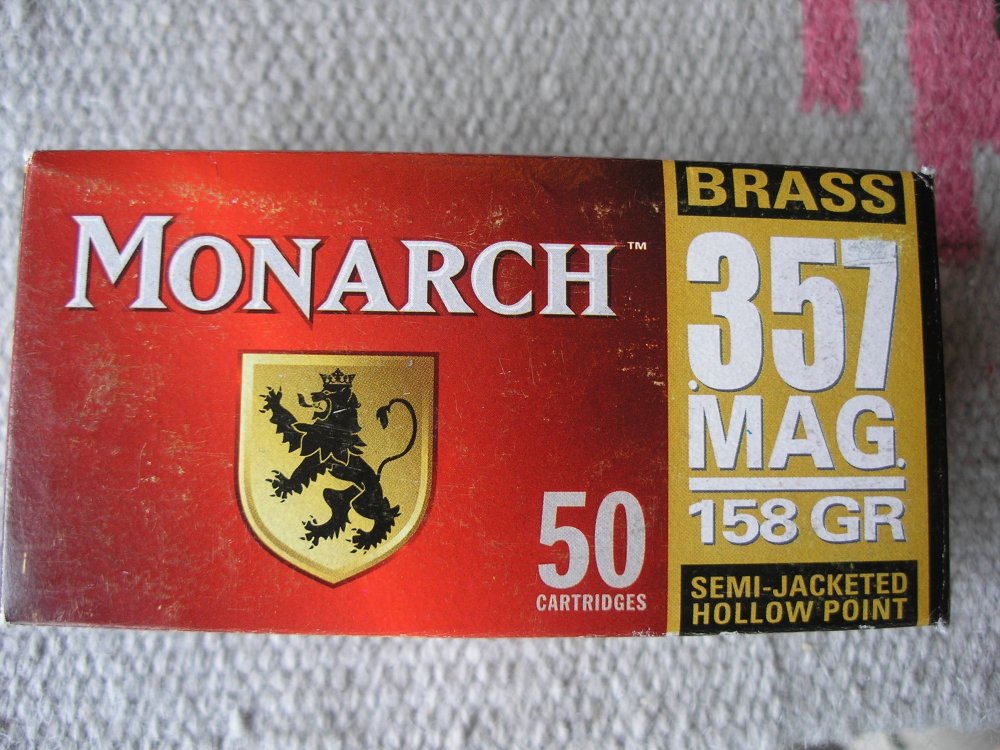 MONARCH™
50
CARTRIDGES
BRASS
.357
MAG.
158 GR
SEMI-JACKETED
HOLLOW POINT